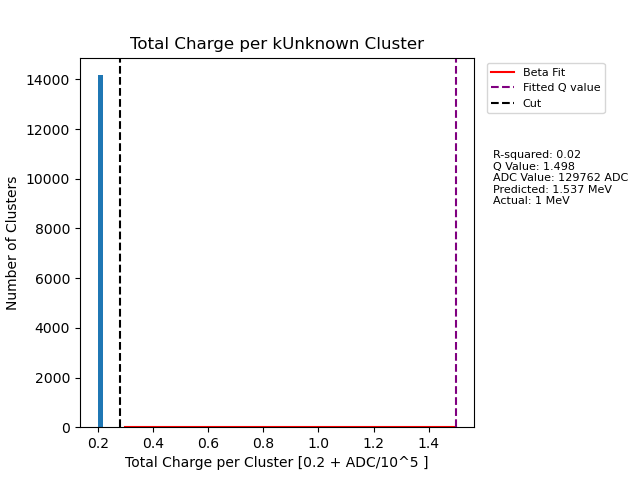 Total Charge per kUnknown Cluster
Number of Clusters
14000
12000
10000
8000
6000
4000
2000
0
0.2 0.4 0.6 0.8 1.0 1.2 1.4
Total Charge per Cluster [0.2 + ADC/10^5 ]
Beta Fit
Fitted Q value
Cut
R-squared: 0.02
Q Value: 1.498
ADC Value: 129762 ADC
Predicted: 1.537 MeV
Actual: 1 MeV